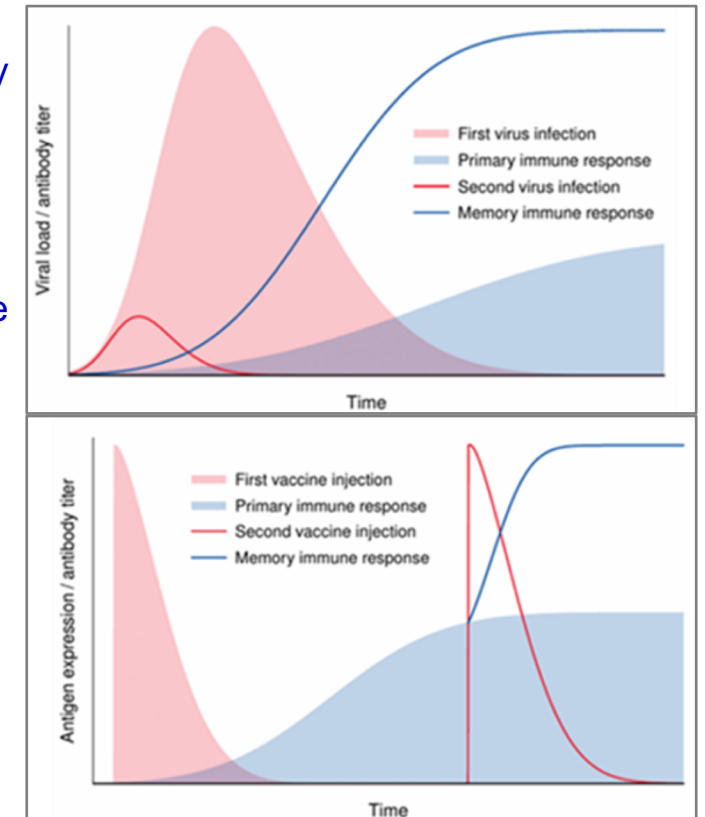 y
e
Viral load / antibody titer
First virus infection
Primary immune response
Second virus infection
Memory immune response
Time
Antigen expression / antibody titer
First vaccine injection
Primary immune response
Second vaccine injection
Memory immune response
Time